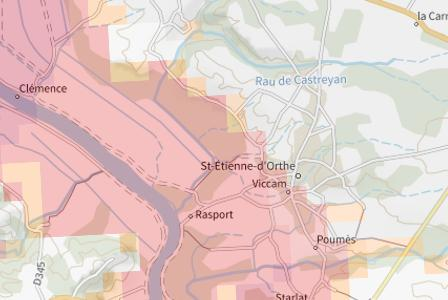 la Carr
Rau de Castreyan
Clémence
St-Étienne-d'Orthe
Viccam
Rasport
Poumès
D345
Starlat